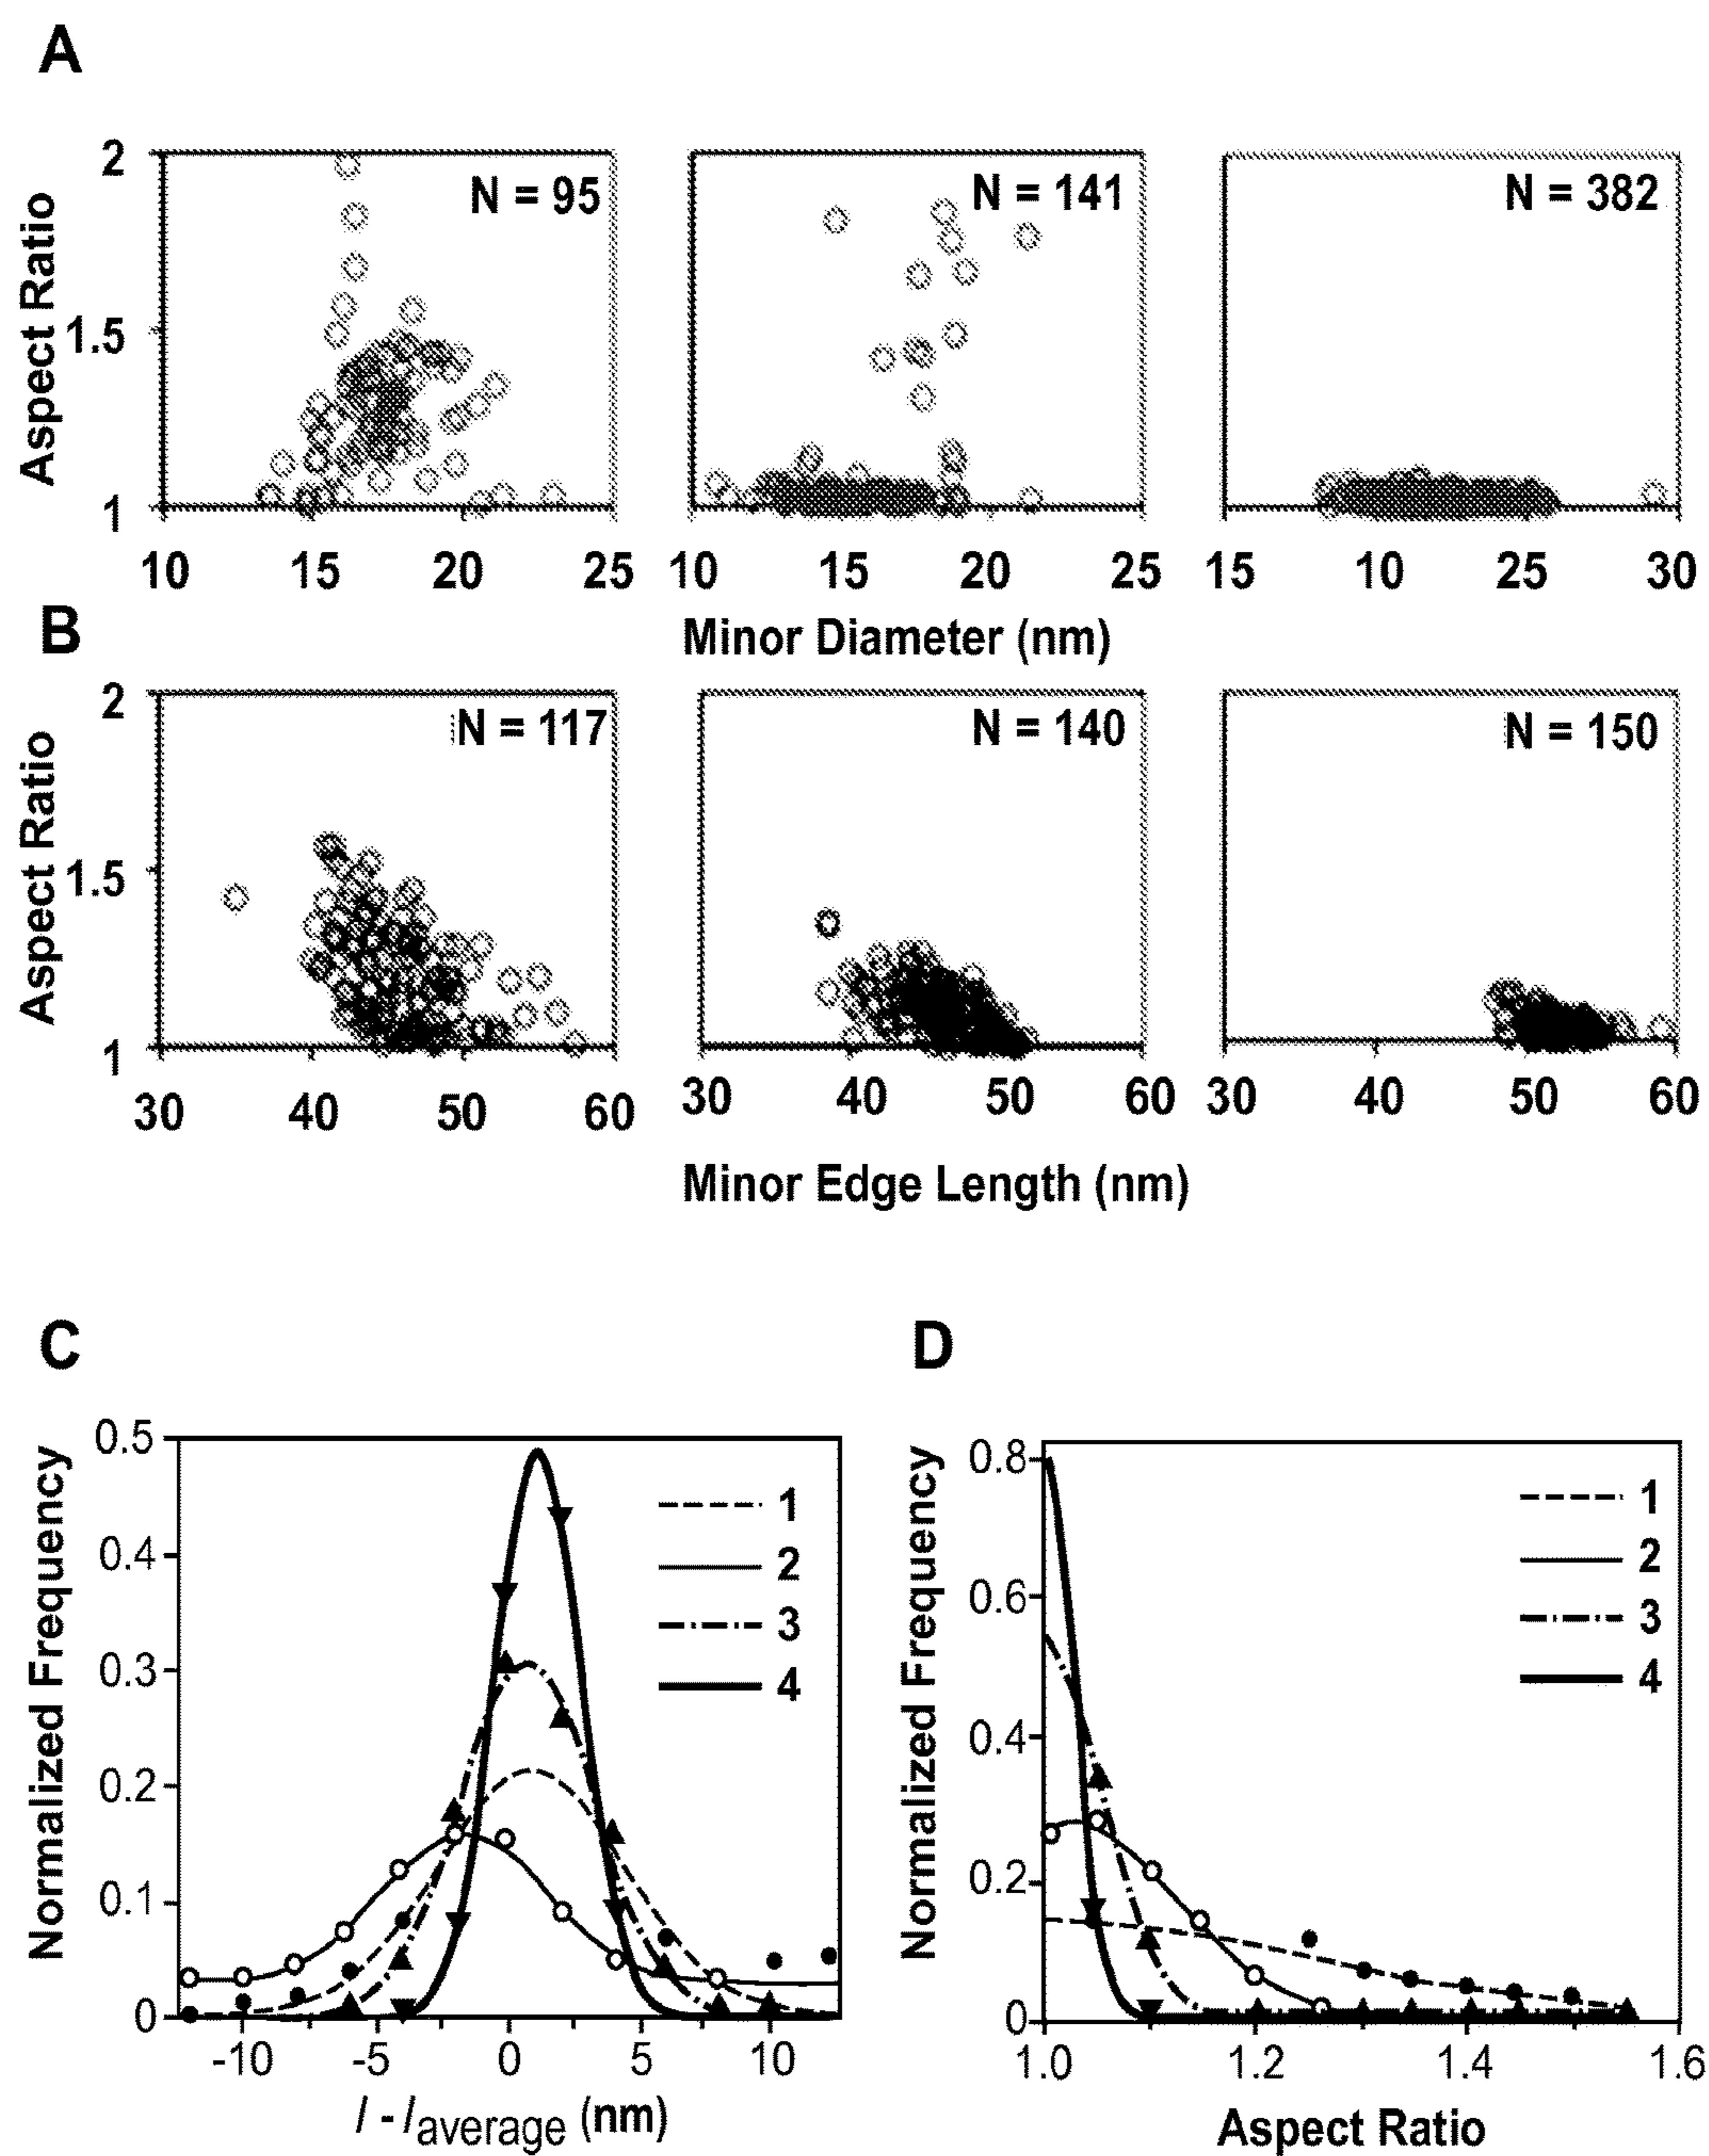 A
2
1.5
1
Aspect Ratio
N = 95
N = 141
N = 382
10 15 20 25 10 15 20 25 15 10 25 30
Minor Diameter (nm)
B
2
1.5
1
Aspect Ratio
N = 117
N = 140
N = 150
30 40 50 60 30 40 50 60 30 40 50 60
Minor Edge Length (nm)
C
0.5
0.4
0.3
0.2
0.1
0
Normalized Frequency
1
2
3
4
-10 -5 0 5 10
l - laverage (nm)
D
0.8
0.6
0.4
0.2
0
Normalized Frequency
1
2
3
4
1.0 1.2 1.4 1.6
Aspect Ratio